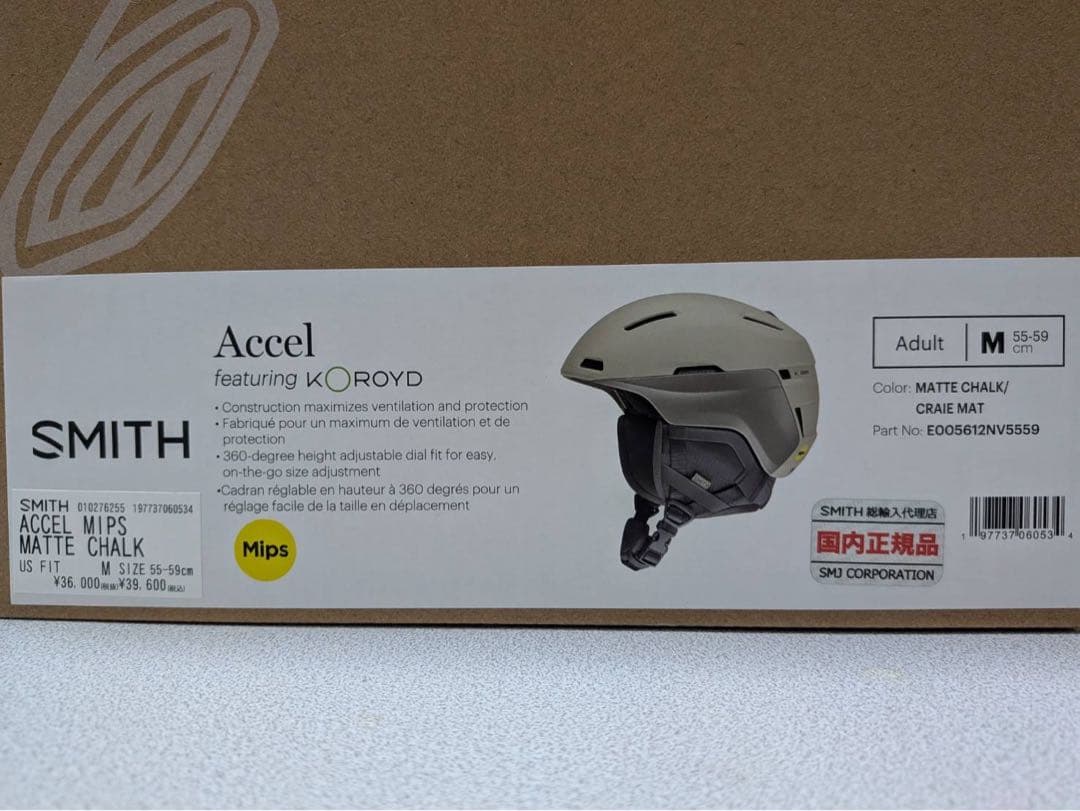 Accel
featuring KOROYD
• Construction maximizes ventilation and protection
• Fabriqué pour un maximum de ventilation et de
protection
• 360-degree height adjustable dial fit for easy,
on-the-go size adjustment
•Cadran réglable en hauteur à 360 degrés pour un
réglage facile de la taille en déplacement
Mips
SMITH
SMITH 010276255 197737060534
ACCEL MIPS
MATTE CHALK
US FIT M SIZE 55-59cm
¥36,000(税抜)¥39,600(税込)
Adult M 55-59
cm
Color: MATTE CHALK/
CRAIE MAT
Part No: E005612NV5559
SMITH 総輸入代理店
国内正規品
SMJ CORPORATION
1 97737 06053 4